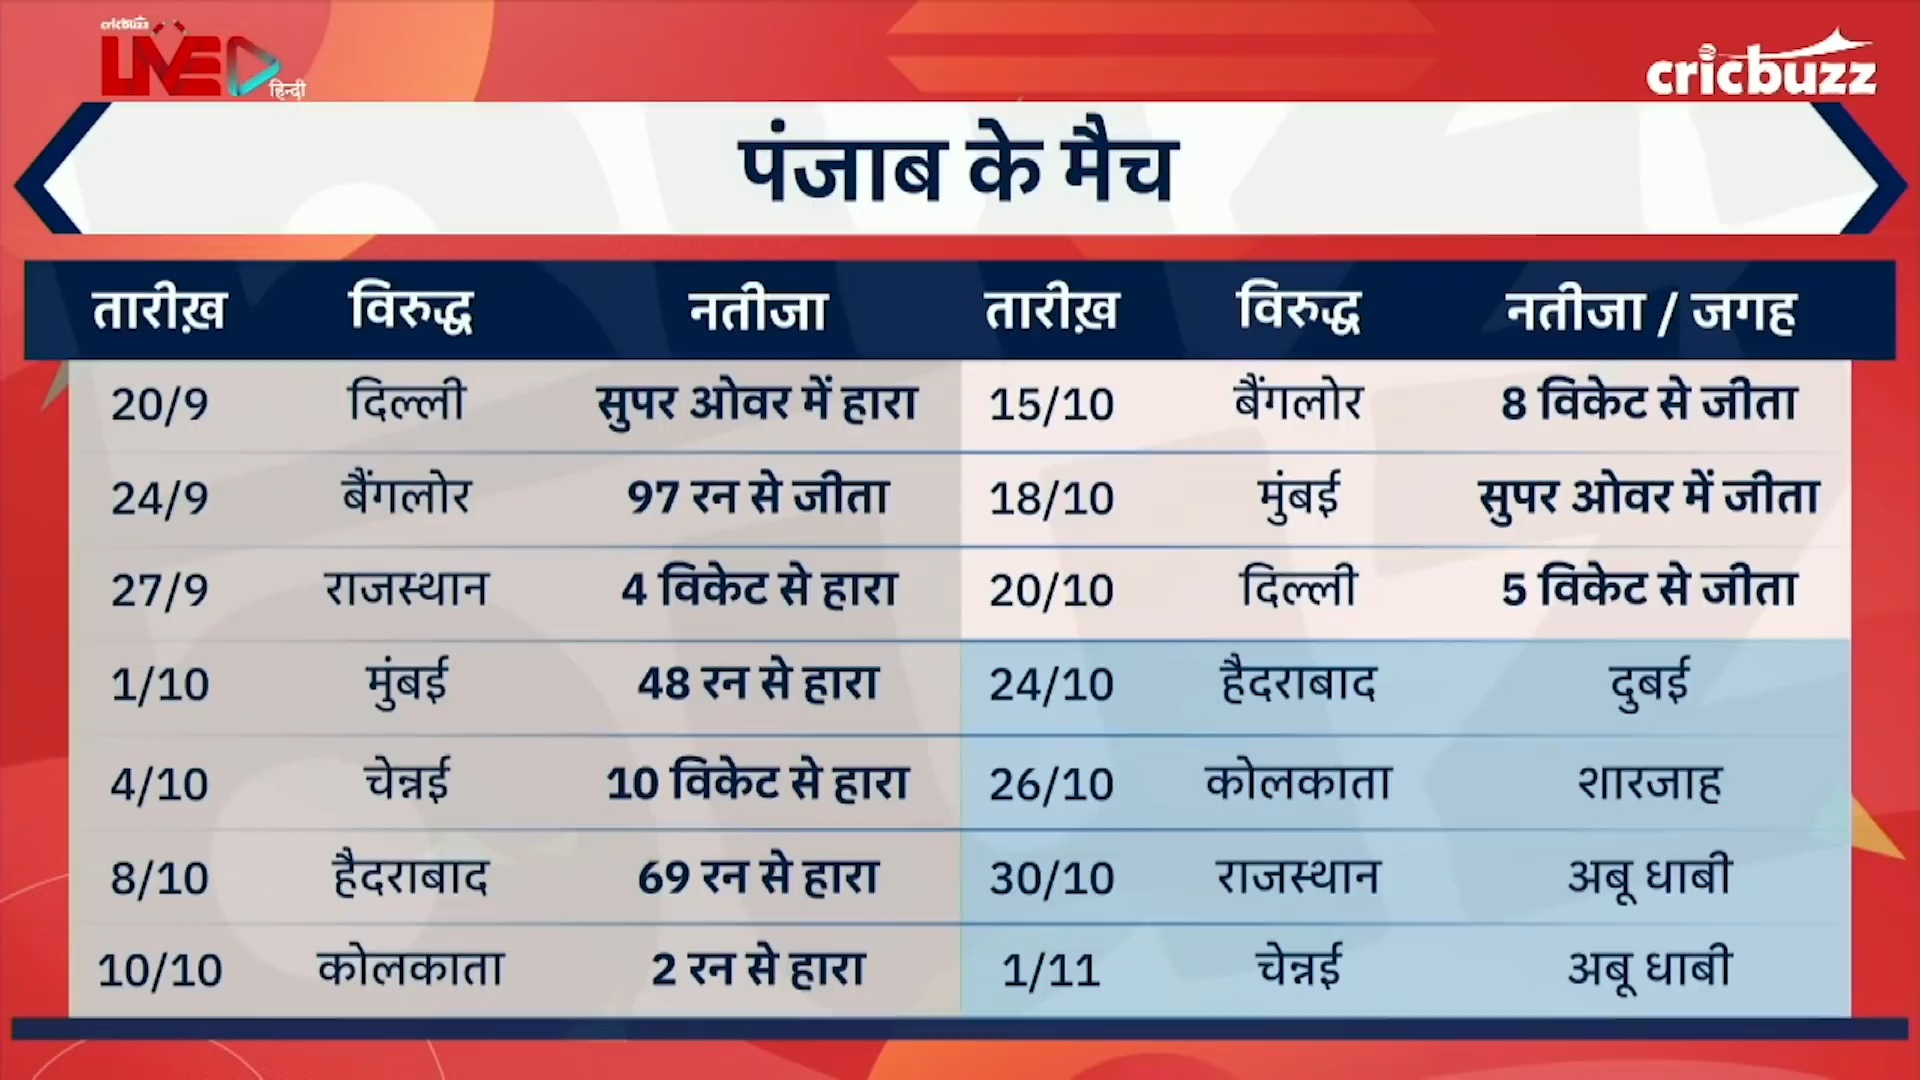 cricbuzz
LIVE हिन्दी
cricbuzz
पंजाब के मैच
तारीख़ विरुद्ध नतीजा तारीख़ विरुद्ध नतीजा / जगह
20/9 दिल्ली सुपर ओवर में हारा 15/10 बैंगलोर 8 विकेट से जीता
24/9 बैंगलोर 97 रन से जीता 18/10 मुंबई सुपर ओवर में जीता
27/9 राजस्थान 4 विकेट से हारा 20/10 दिल्ली 5 विकेट से जीता
1/10 मुंबई 48 रन से हारा 24/10 हैदराबाद दुबई
4/10 चेन्नई 10 विकेट से हारा 26/10 कोलकाता शारजाह
8/10 हैदराबाद 69 रन से हारा 30/10 राजस्थान अबू धाबी
10/10 कोलकाता 2 रन से हारा 1/11 चेन्नई अबू धाबी